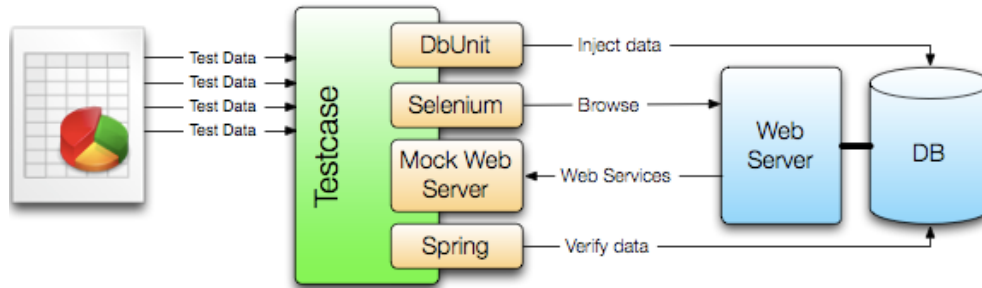 Test Data
Test Data
Test Data
Test Data
Testcase
DbUnit
Inject data
Selenium
Browse
Mock Web
Server
Web Services
Spring
Verify data
Web
Server
DB